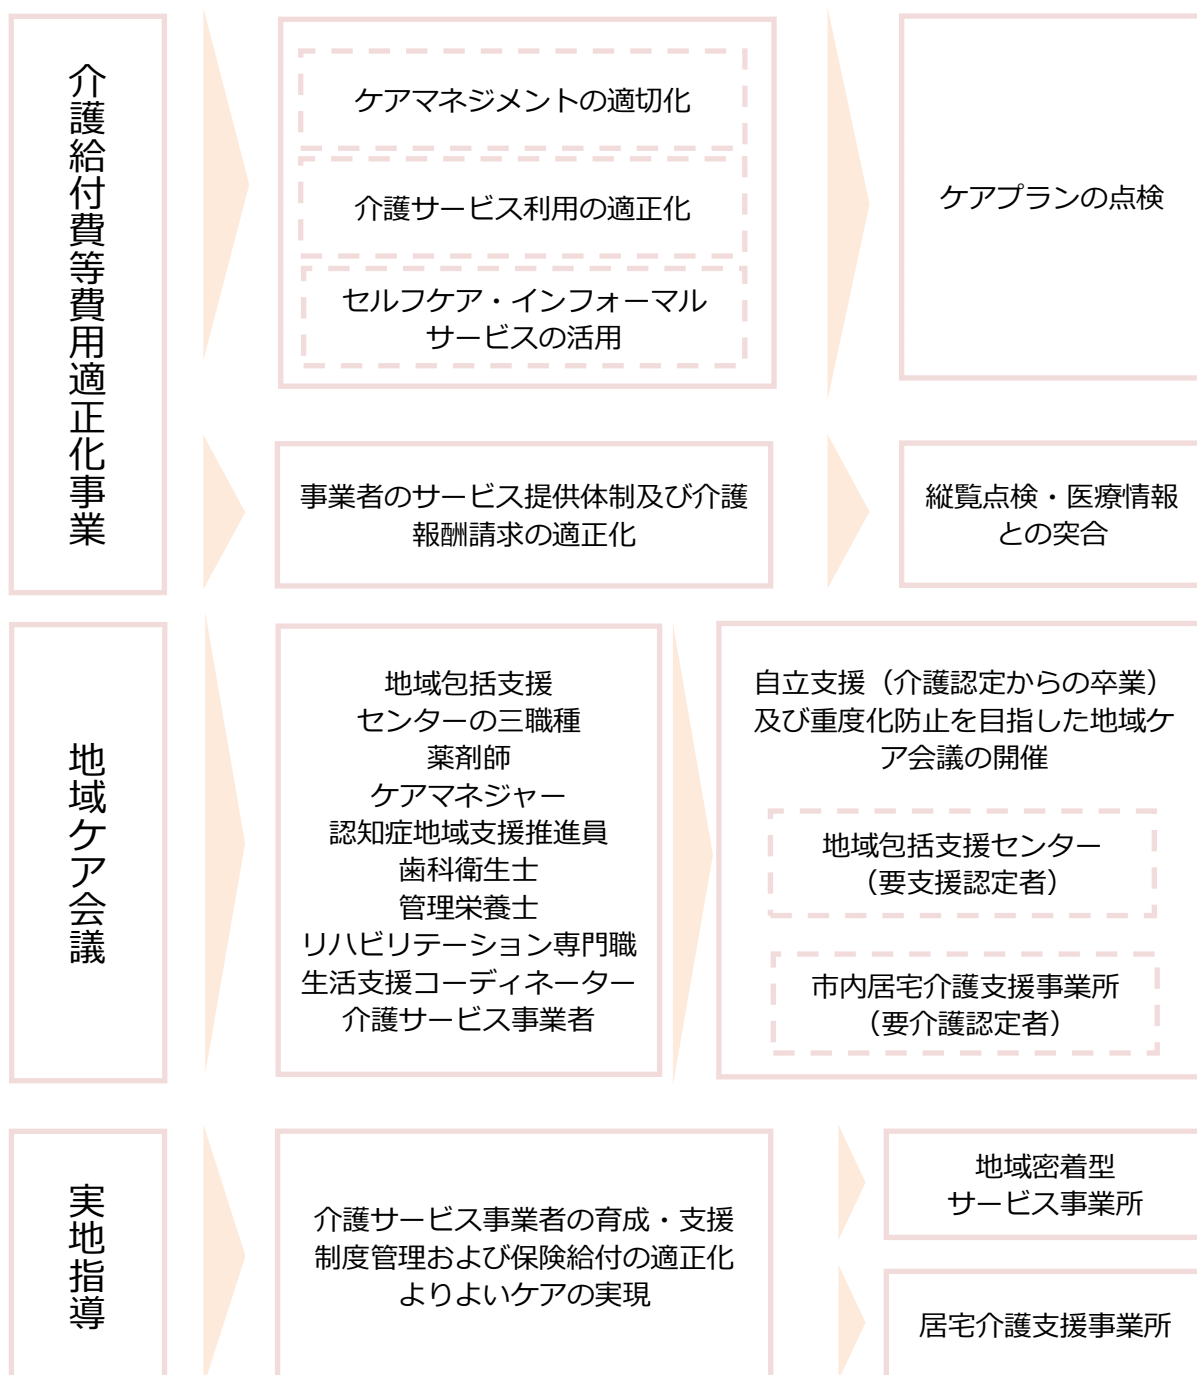 介護給付費等費用適正化事業
ケアマネジメントの適切化
介護サービス利用の適正化
セルフケア・インフォーマル
サービスの活用
ケアプランの点検
事業者のサービス提供体制及び介護
報酬請求の適正化
縦覧点検・医療情報
との突合
地域ケア会議
地域包括支援
センターの三職種
薬剤師
ケアマネジャー
認知症地域支援推進員
歯科衛生士
管理栄養士
リハビリテーション専門職
生活支援コーディネーター
介護サービス事業者
自立支援（介護認定からの卒業）
及び重度化防止を目指した地域ケ
ア会議の開催
地域包括支援センター
（要支援認定者）
市内居宅介護支援事業所
（要介護認定者）
実地指導
介護サービス事業者の育成・支援
制度管理および保険給付の適正化
よりよいケアの実現
地域密着型
サービス事業所
居宅介護支援事業所